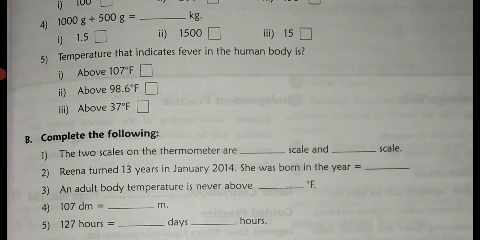 i) 100
4) 1000 g + 500 g = ________ kg.
i) 1.5 ii) 1500 iii) 15
5) Temperature that indicates fever in the human body is?
i) Above 107°F
ii) Above 98.6°F
iii) Above 37°F
B. Complete the following:
1) The two scales on the thermometer are ________ scale and ________ scale.
2) Reena turned 13 years in January 2014. She was born in the year = ________
3) An adult body temperature is never above ________ °F.
4) 107 dm = ________ m.
5) 127 hours = ________ days ________ hours.